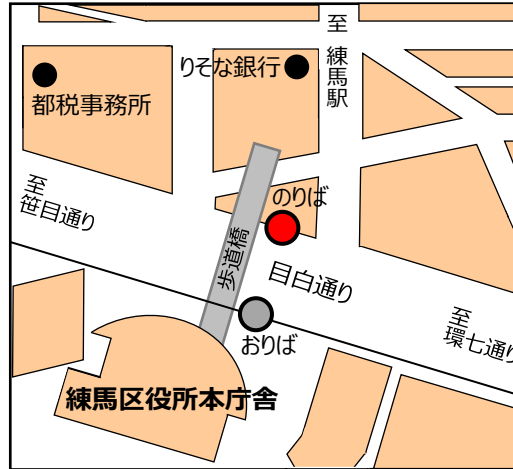 至
練
馬
駅
りそな銀行
都税事務所
至
笹目通り
のりば
歩道橋
目白通り
至
環七通り
おりば
練馬区役所本庁舎